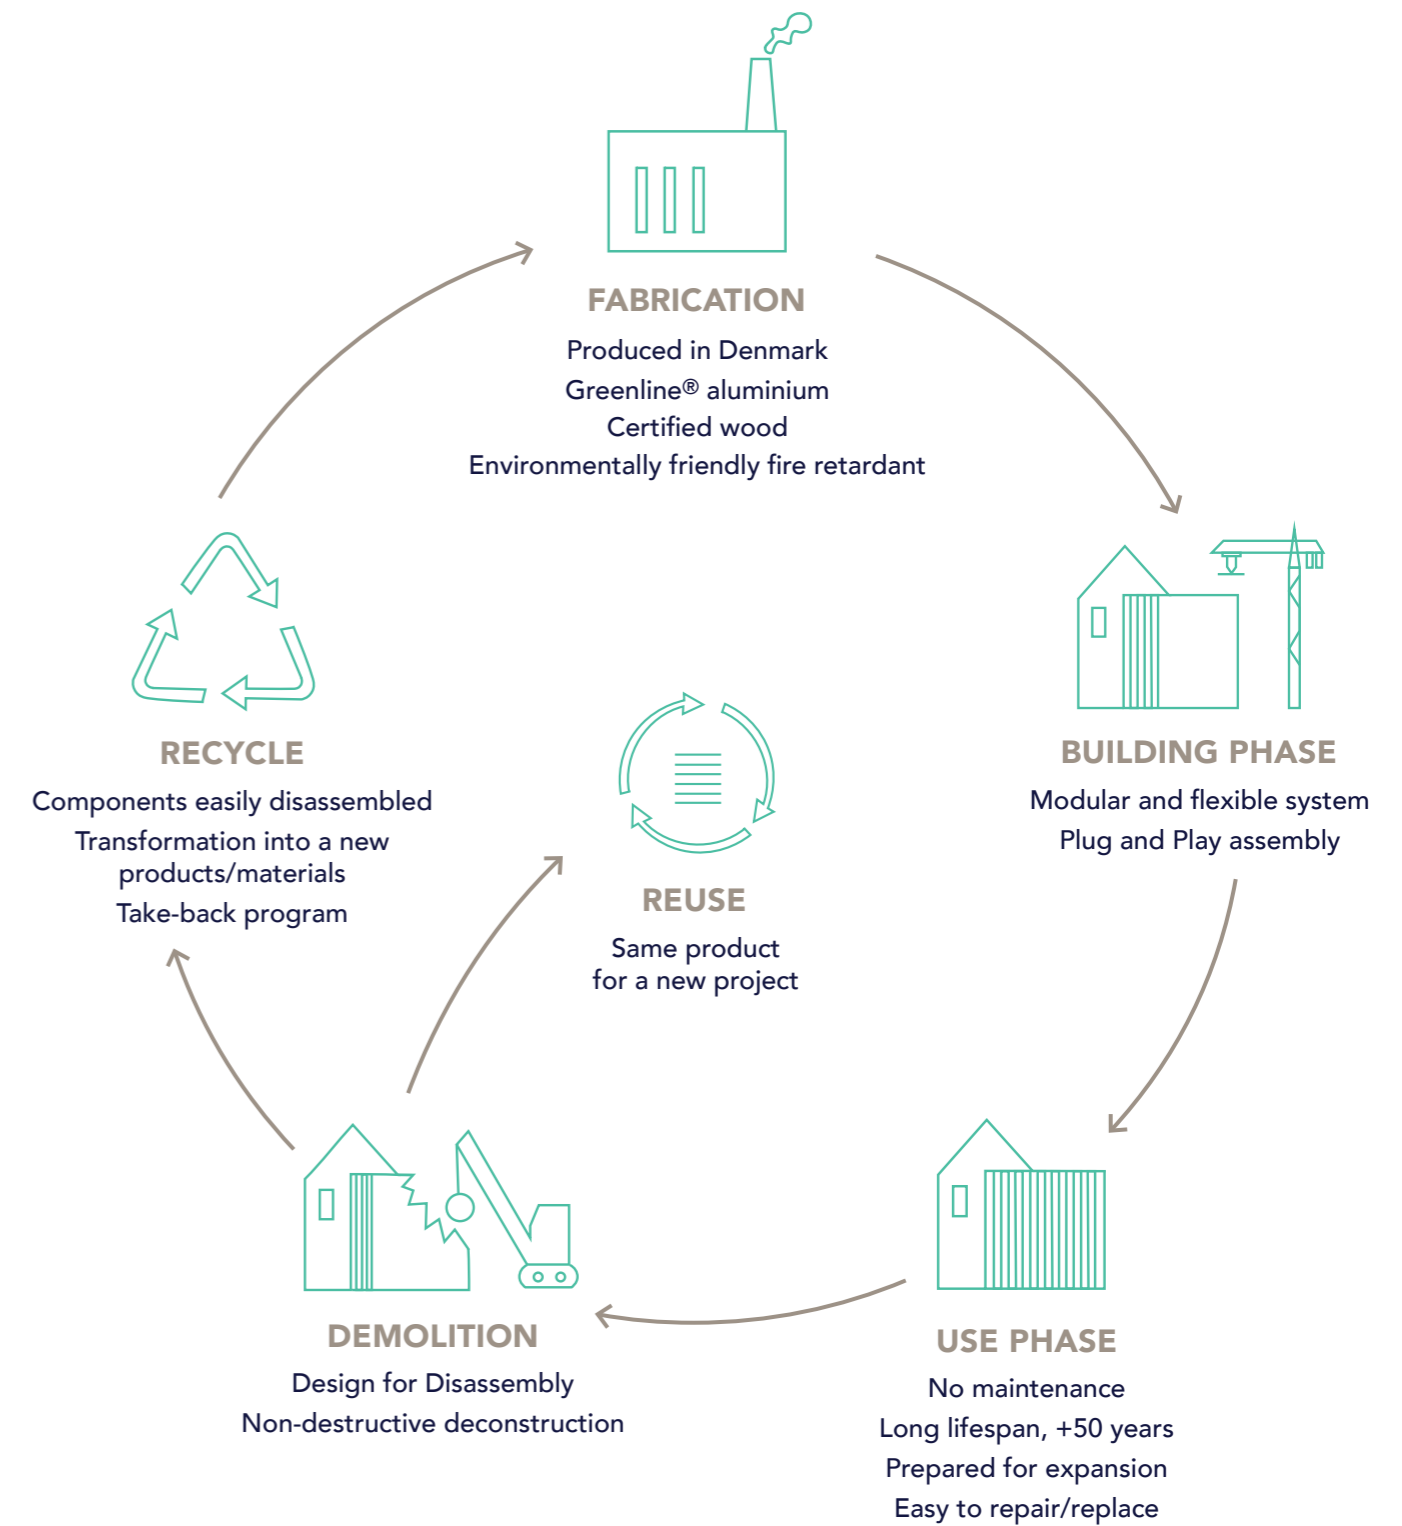 FABRICATION
Produced in Denmark
Greenline® aluminium
Certified wood
Environmentally friendly fire retardant
BUILDING PHASE
Modular and flexible system
Plug and Play assembly
USE PHASE
No maintenance
Long lifespan, +50 years
Prepared for expansion
Easy to repair/replace
DEMOLITION
Design for Disassembly
Non-destructive deconstruction
RECYCLE
Components easily disassembled
Transformation into a new
products/materials
Take-back program
REUSE
Same product
for a new project